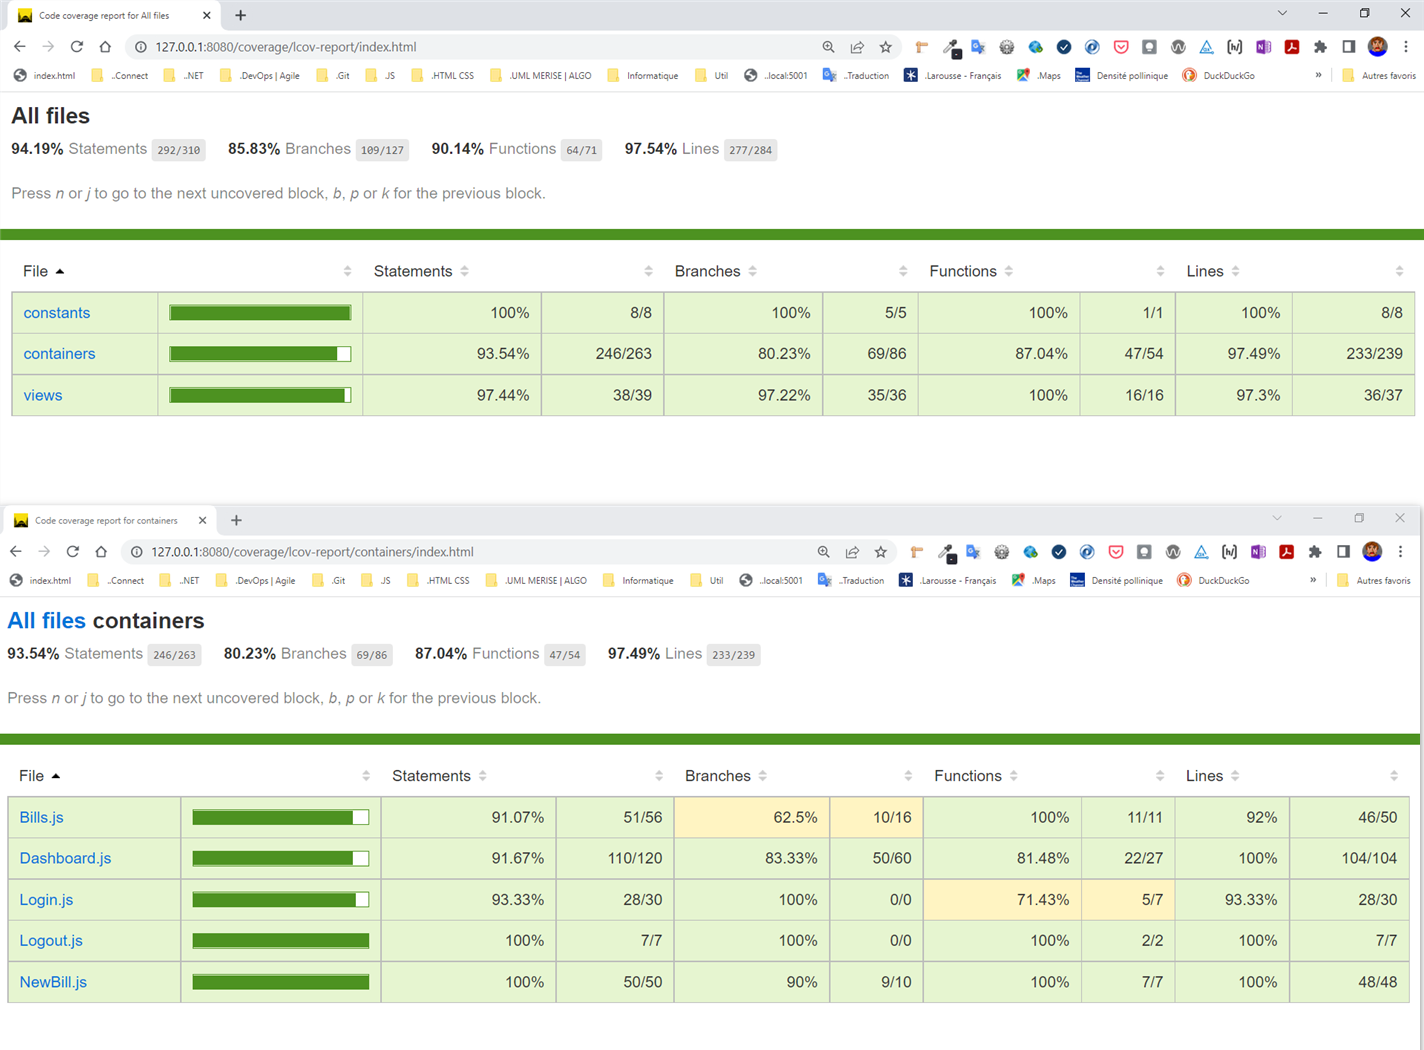 Code coverage report for All files
127.0.0.1:8080/coverage/lcov-report/index.html
index.html ..Connect ..NET .DevOps | Agile .Git .JS .HTML CSS .UML MERISE | ALGO Informatique Util ..local:5001 ..Traduction .Larousse - Français .Maps Densité pollinique DuckDuckGo » Autres favoris
All files
94.19% Statements 292/310 85.83% Branches 109/127 90.14% Functions 64/71 97.54% Lines 277/284
Press n or j to go to the next uncovered block, b, p or k for the previous block.
File Statements Branches Functions Lines
constants 100% 8/8 100% 5/5 100% 1/1 100% 8/8
containers 93.54% 246/263 80.23% 69/86 87.04% 47/54 97.49% 233/239
views 97.44% 38/39 97.22% 35/36 100% 16/16 97.3% 36/37
Code coverage report for containers
127.0.0.1:8080/coverage/lcov-report/containers/index.html
index.html ..Connect ..NET .DevOps | Agile .Git .JS .HTML CSS .UML MERISE | ALGO Informatique Util ..local:5001 ..Traduction .Larousse - Français .Maps Densité pollinique DuckDuckGo » Autres favoris
All files containers
93.54% Statements 246/263 80.23% Branches 69/86 87.04% Functions 47/54 97.49% Lines 233/239
Press n or j to go to the next uncovered block, b, p or k for the previous block.
File Statements Branches Functions Lines
Bills.js 91.07% 51/56 62.5% 10/16 100% 11/11 92% 46/50
Dashboard.js 91.67% 110/120 83.33% 50/60 81.48% 22/27 100% 104/104
Login.js 93.33% 28/30 100% 0/0 71.43% 5/7 93.33% 28/30
Logout.js 100% 7/7 100% 0/0 100% 2/2 100% 7/7
NewBill.js 100% 50/50 90% 9/10 100% 7/7 100% 48/48